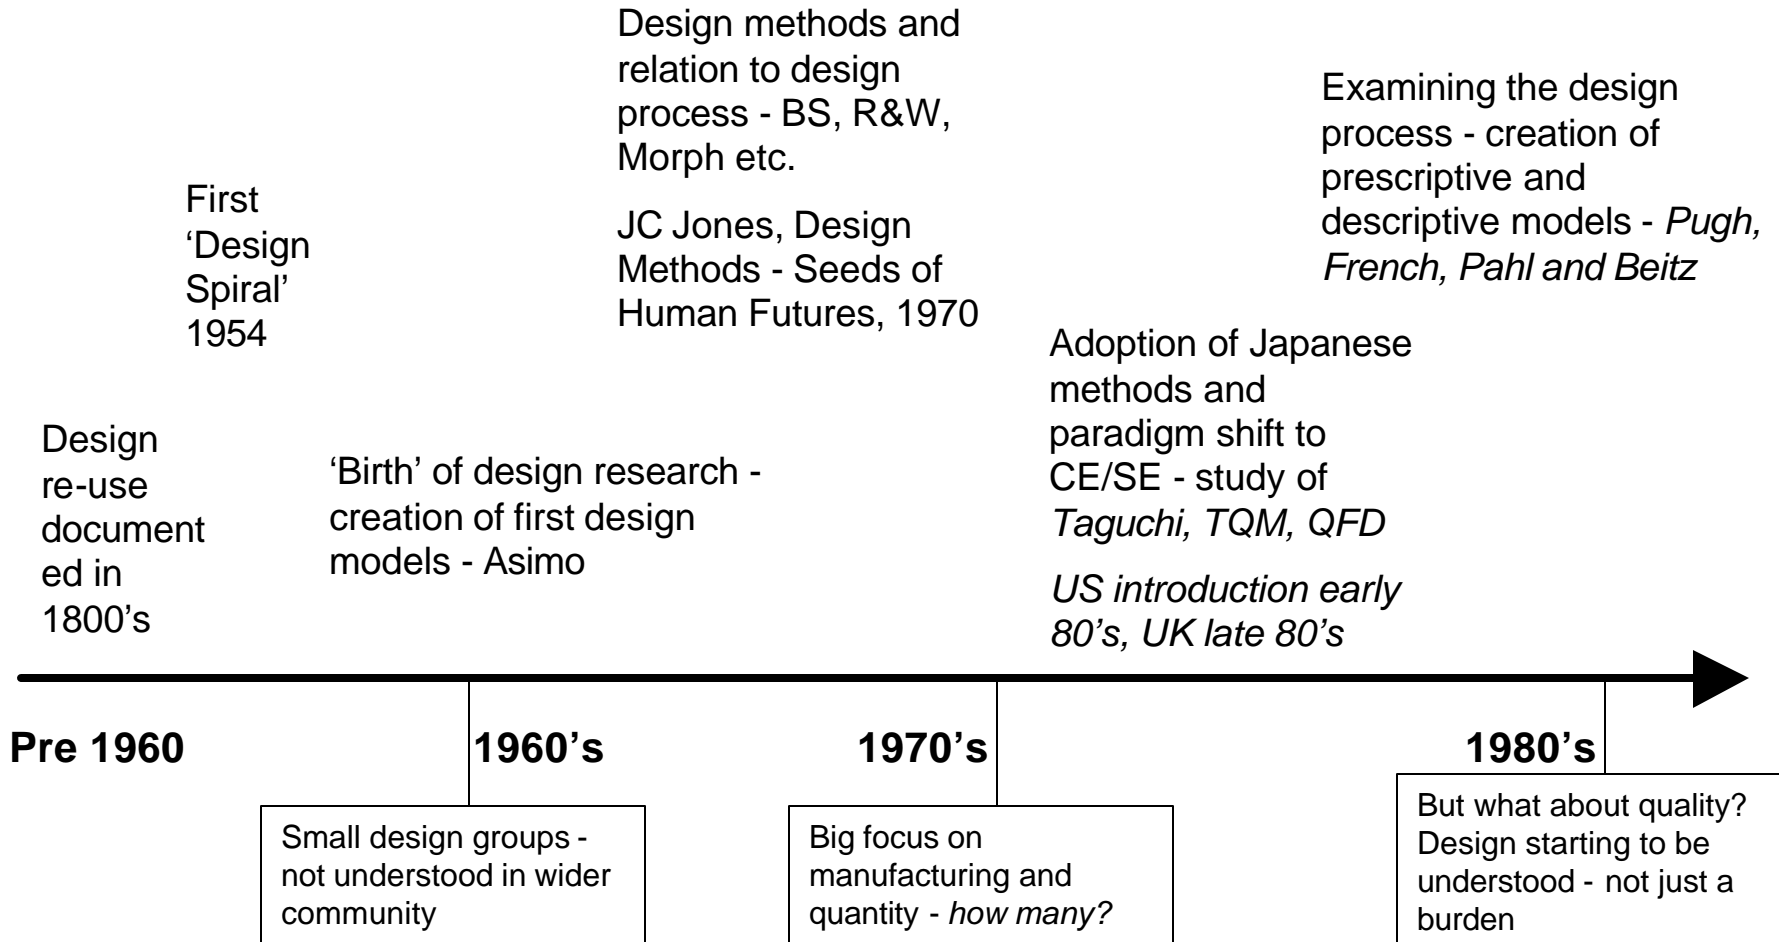 Design methods and
relation to design
process - BS, R&W,
Morph etc.
JC Jones, Design
Methods - Seeds of
Human Futures, 1970
Examining the design
process - creation of
prescriptive and
descriptive models - Pugh,
French, Pahl and Beitz
First
‘Design
Spiral’
1954
Adoption of Japanese
methods and
paradigm shift to
CE/SE - study of
Taguchi, TQM, QFD
US introduction early
80’s, UK late 80’s
Design
re-use
document
ed in
1800’s
‘Birth’ of design research -
creation of first design
models - Asimo
Pre 1960
1960’s
1970’s
1980’s
Small design groups -
not understood in wider
community
Big focus on
manufacturing and
quantity - how many?
But what about quality?
Design starting to be
understood - not just a
burden